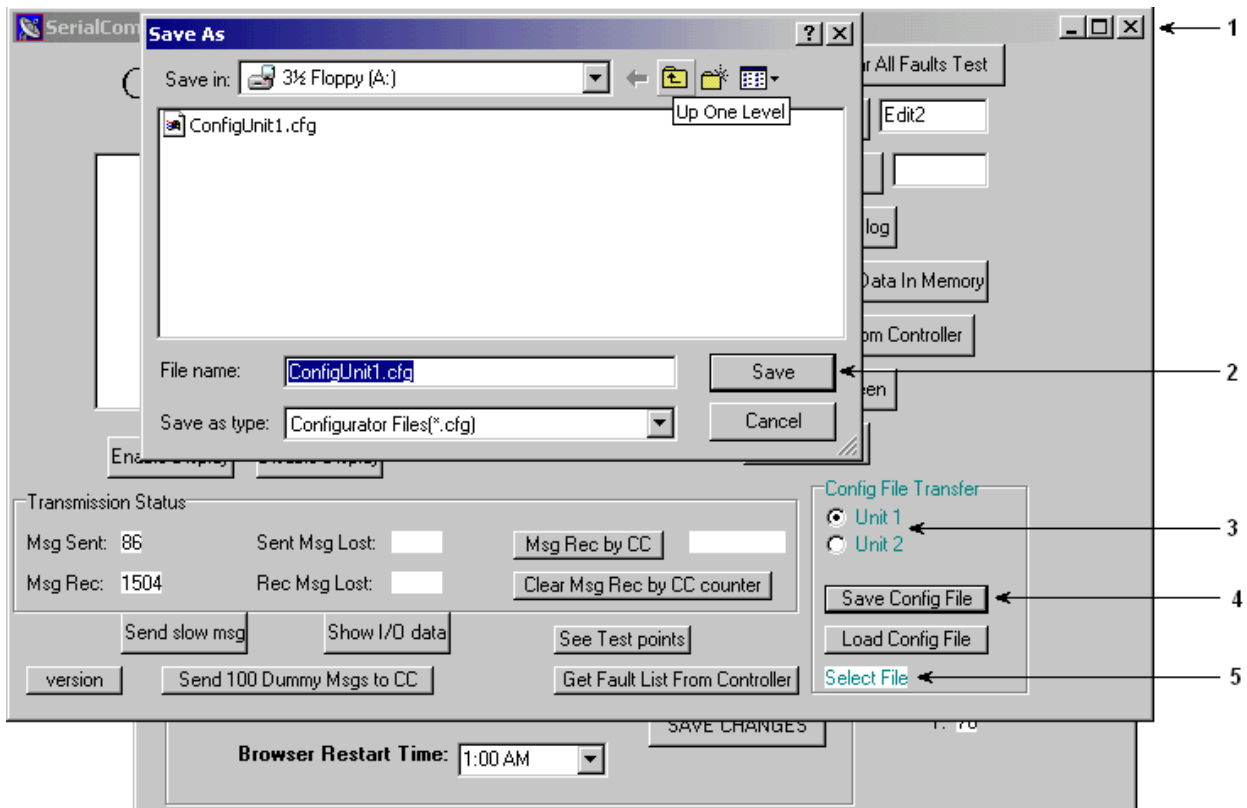 SerialCom
Save As
1
Save in: 3½ Floppy (A:)
r All Faults Test
Up One Level
ConfigUnit1.cfg
Edit2
log
Data In Memory
om Controller
File name: ConfigUnit1.cfg
Save
2
een
Save as type: Configurator Files(*.cfg)
Cancel
Transmission Status
Config File Transfer
Unit 1
3
Msg Sent: 86 Sent Msg Lost: Msg Rec by CC
Unit 2
Msg Rec: 1504 Rec Msg Lost: Clear Msg Rec by CC counter
Save Config File
4
Send slow msg Show I/O data See Test points
Load Config File
version Send 100 Dummy Msgs to CC Get Fault List From Controller
Select File
5
SAVE CHANGES
Browser Restart Time: 1:00 AM